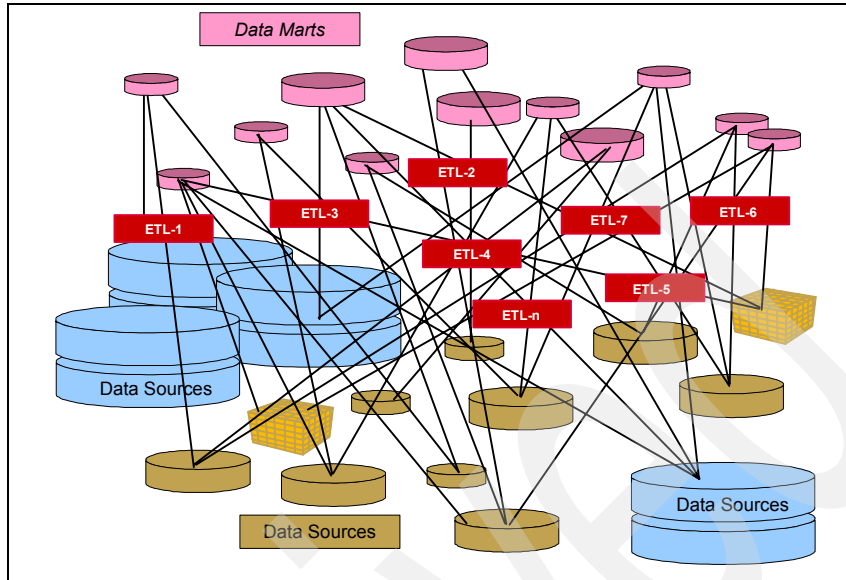 Data Marts
ETL-2
ETL-3
ETL-7
ETL-6
ETL-1
ETL-4
ETL-5
ETL-n
Data Sources
Data Sources
Data Sources